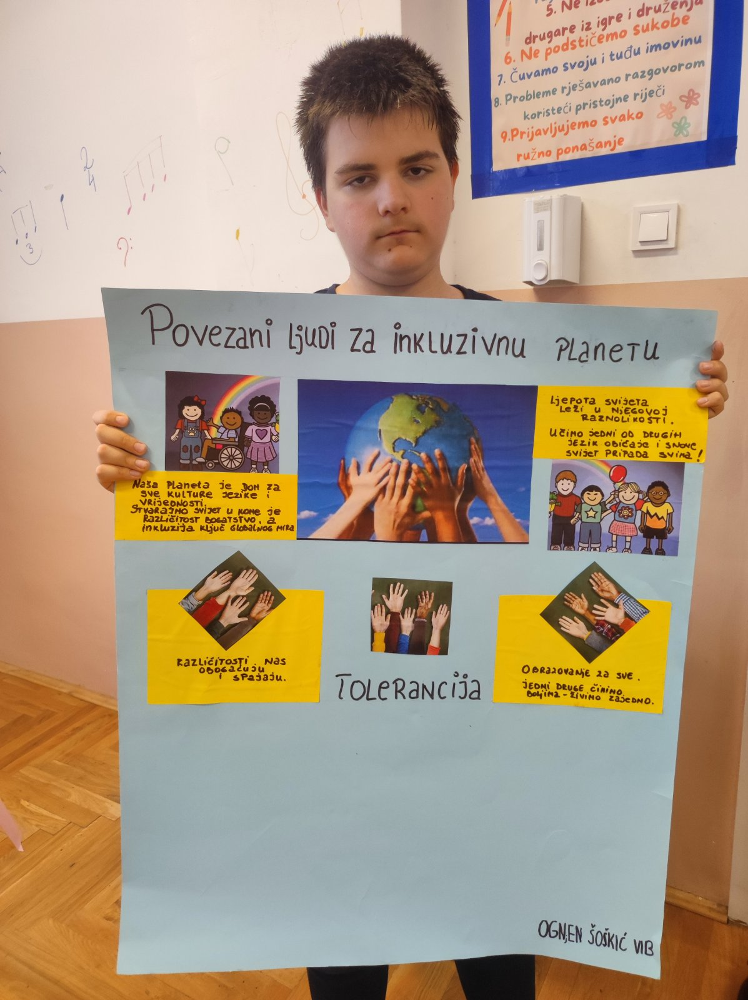 5. Ne
drugare iz igre i druženja
6. Ne podstičemo sukobe
7. Čuvamo svoju i tuđu imovinu
8. Probleme rješavano razgovorom
koristeći pristojne riječi
9.Prijavljujemo svako
ružno ponašanje
2
4
3
Povezani ljudi za inkluzivnu planetu
Ljepota svijeta
leži u njegovoj
raznolikosti.
Učimo jedni od drugih
jezik običaje i snove
svijet pripada svima!
Naša planeta je dom za
sve kulture jezike i
vrijednosti.
Stvarajmo svijet u kome je
različitost bogatstvo, a
inkluzija ključ globalnog mira
Različitosti nas
obogaćuju
i spajaju.
Tolerancija
Obrazovanje za sve.
Jedni druge činimo
boljima - živimo zajedno.
OGNJEN ŠOŠKIĆ VIB